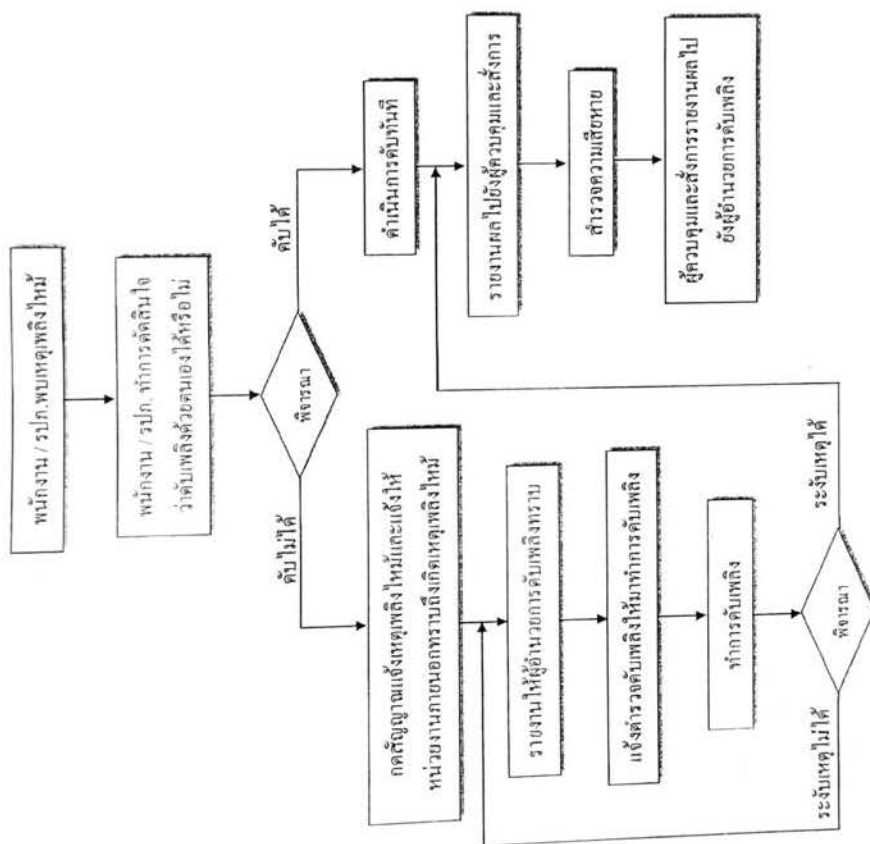 พนักงาน / รปภ.พบเหตุเพลิงไหม้
พนักงาน / รปภ. ทำการตัดสินใจ
ว่าดับเพลิงด้วยตนเองได้หรือไม่
พิจารณา
ดับไม่ได้
ดับได้
กดสัญญาณแจ้งเหตุเพลิงไหม้และแจ้งให้
หน่วยงานภายนอกทราบถึงเกิดเหตุเพลิงไหม้
รายงานให้ผู้อำนวยการดับเพลิงทราบ
แจ้งตำรวจดับเพลิงให้มาทำการดับเพลิง
ทำการดับเพลิง
พิจารณา
ระงับเหตุไม่ได้
ระงับเหตุได้
ดำเนินการดับทันที
รายงานผลไปยังผู้ควบคุมและสั่งการ
สำรวจความเสียหาย
ผู้ควบคุมและสั่งการรายงานผลไป
ยังผู้อำนวยการดับเพลิง